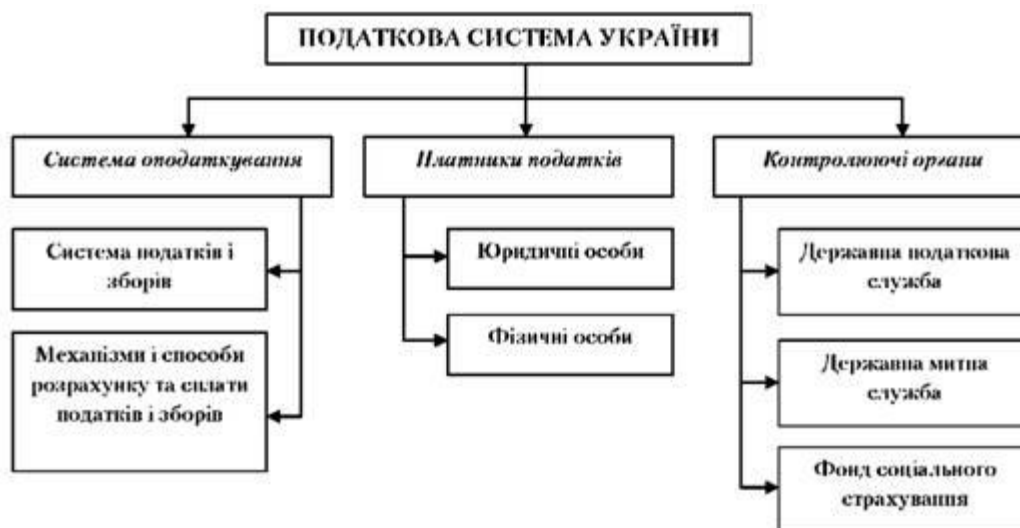 ПОДАТКОВА СИСТЕМА УКРАЇНИ
Система оподаткування
Платники податків
Контролюючі органи
Система податків і
зборів
Механізми і способи
розрахунку та сплати
податків і зборів
Юридичні особи
Фізичні особи
Державна податкова
служба
Державна митна
служба
Фонд соціального
страхування